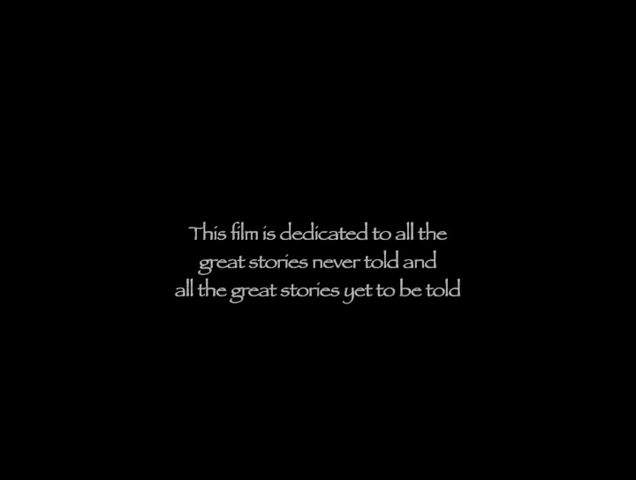 This film is dedicated to all the
great stories never told and
all the great stories yet to be told